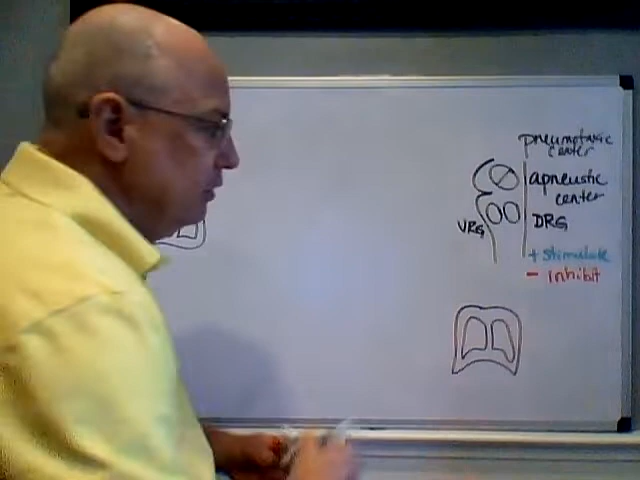 pneumotaxic
center
apneustic
center
VRG
DRG
+ stimulate
- inhibit